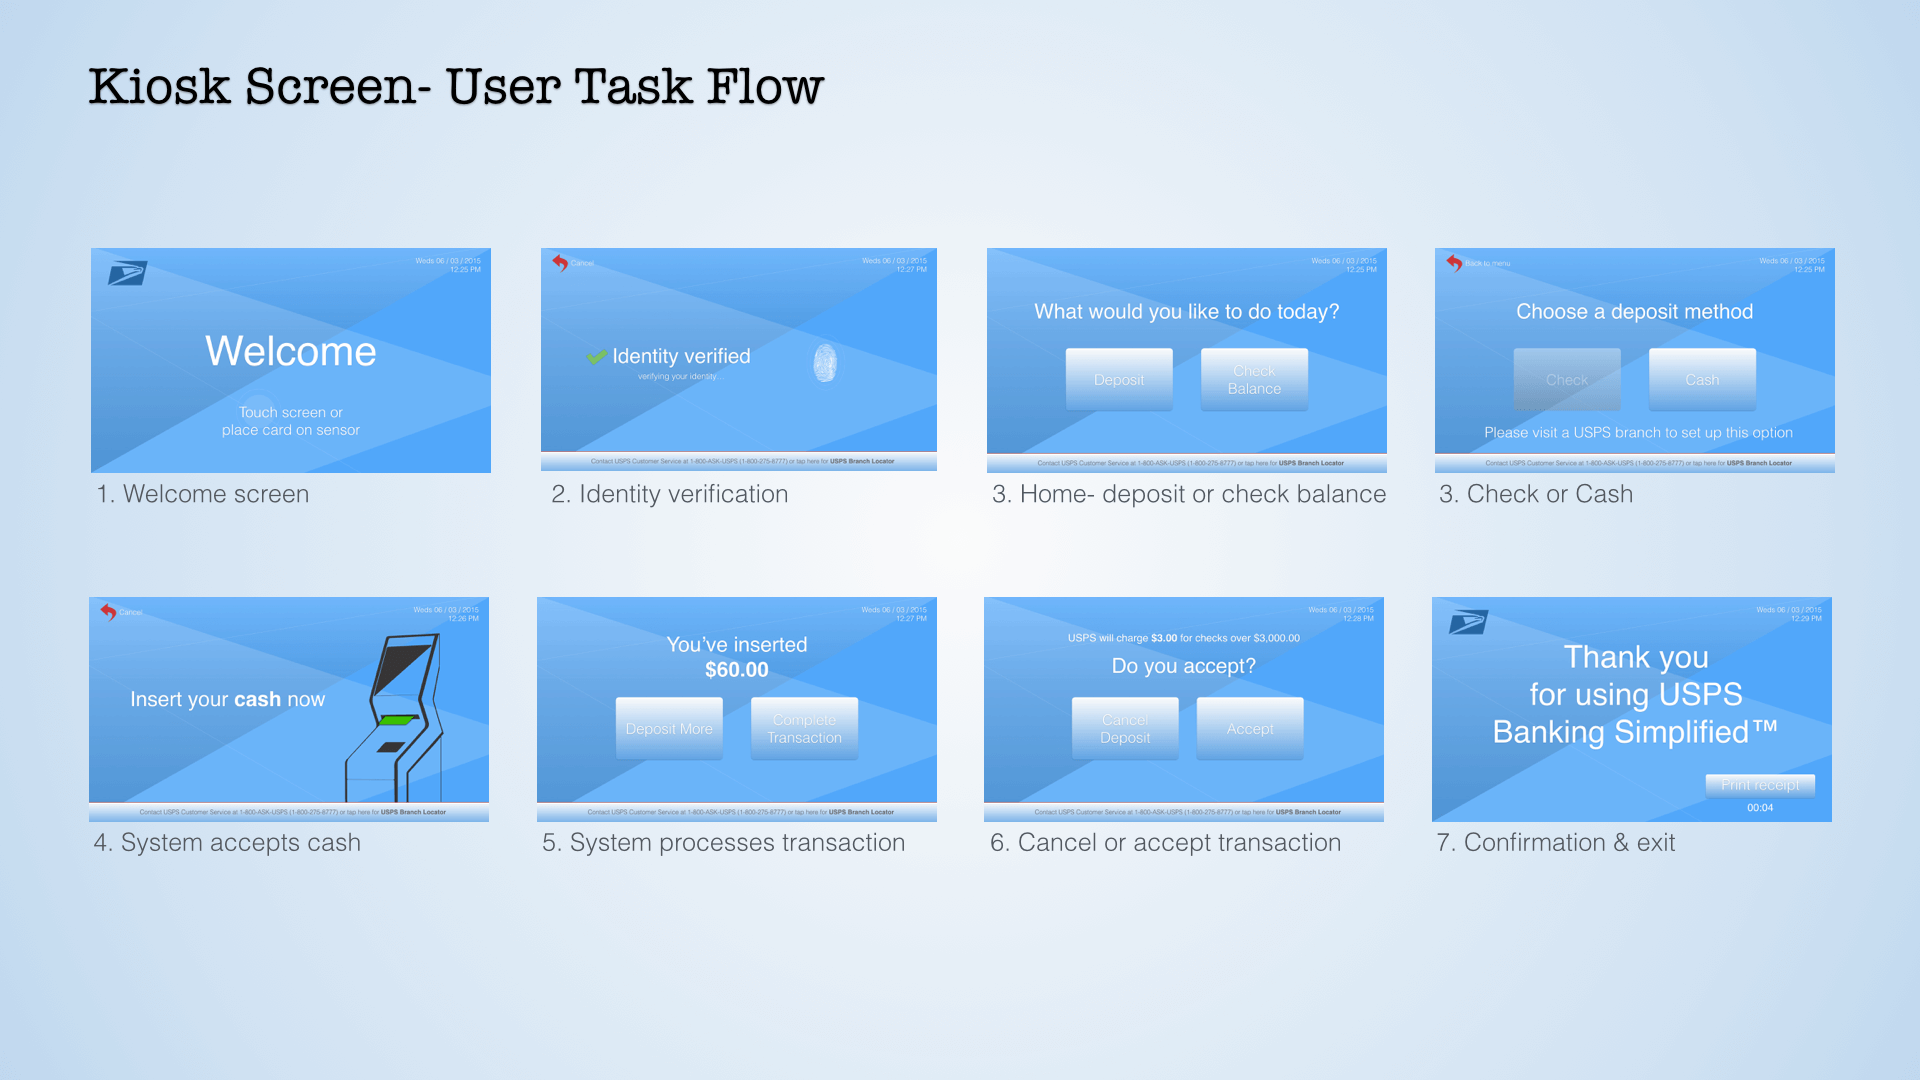 Kiosk Screen- User Task Flow
Weds 06 / 03 / 2015
12:25 PM
Welcome
Touch screen or
place card on sensor
1. Welcome screen
Cancel
Weds 06 / 03 / 2015
12:27 PM
Identity verified
verifying your identity...
Contact USPS Customer Service at 1-800-ASK-USPS (1-800-275-8777) or tap here for USPS Branch Locator
2. Identity verification
Weds 06 / 03 / 2015
12:25 PM
What would you like to do today?
Deposit
Check
Balance
Contact USPS Customer Service at 1-800-ASK-USPS (1-800-275-8777) or tap here for USPS Branch Locator
3. Home- deposit or check balance
Back to menu
Weds 06 / 03 / 2015
12:25 PM
Choose a deposit method
Check
Cash
Please visit a USPS branch to set up this option
Contact USPS Customer Service at 1-800-ASK-USPS (1-800-275-8777) or tap here for USPS Branch Locator
3. Check or Cash
Cancel
Weds 06 / 03 / 2015
12:26 PM
Insert your cash now
Contact USPS Customer Service at 1-800-ASK-USPS (1-800-275-8777) or tap here for USPS Branch Locator
4. System accepts cash
Weds 06 / 03 / 2015
12:27 PM
You've inserted
$60.00
Deposit More
Complete
Transaction
Contact USPS Customer Service at 1-800-ASK-USPS (1-800-275-8777) or tap here for USPS Branch Locator
5. System processes transaction
Weds 06 / 03 / 2015
12:28 PM
USPS will charge $3.00 for checks over $3,000.00
Do you accept?
Cancel
Deposit
Accept
Contact USPS Customer Service at 1-800-ASK-USPS (1-800-275-8777) or tap here for USPS Branch Locator
6. Cancel or accept transaction
Weds 06 / 03 / 2015
12:29 PM
Thank you
for using USPS
Banking Simplified™
Print receipt
00:04
7. Confirmation & exit